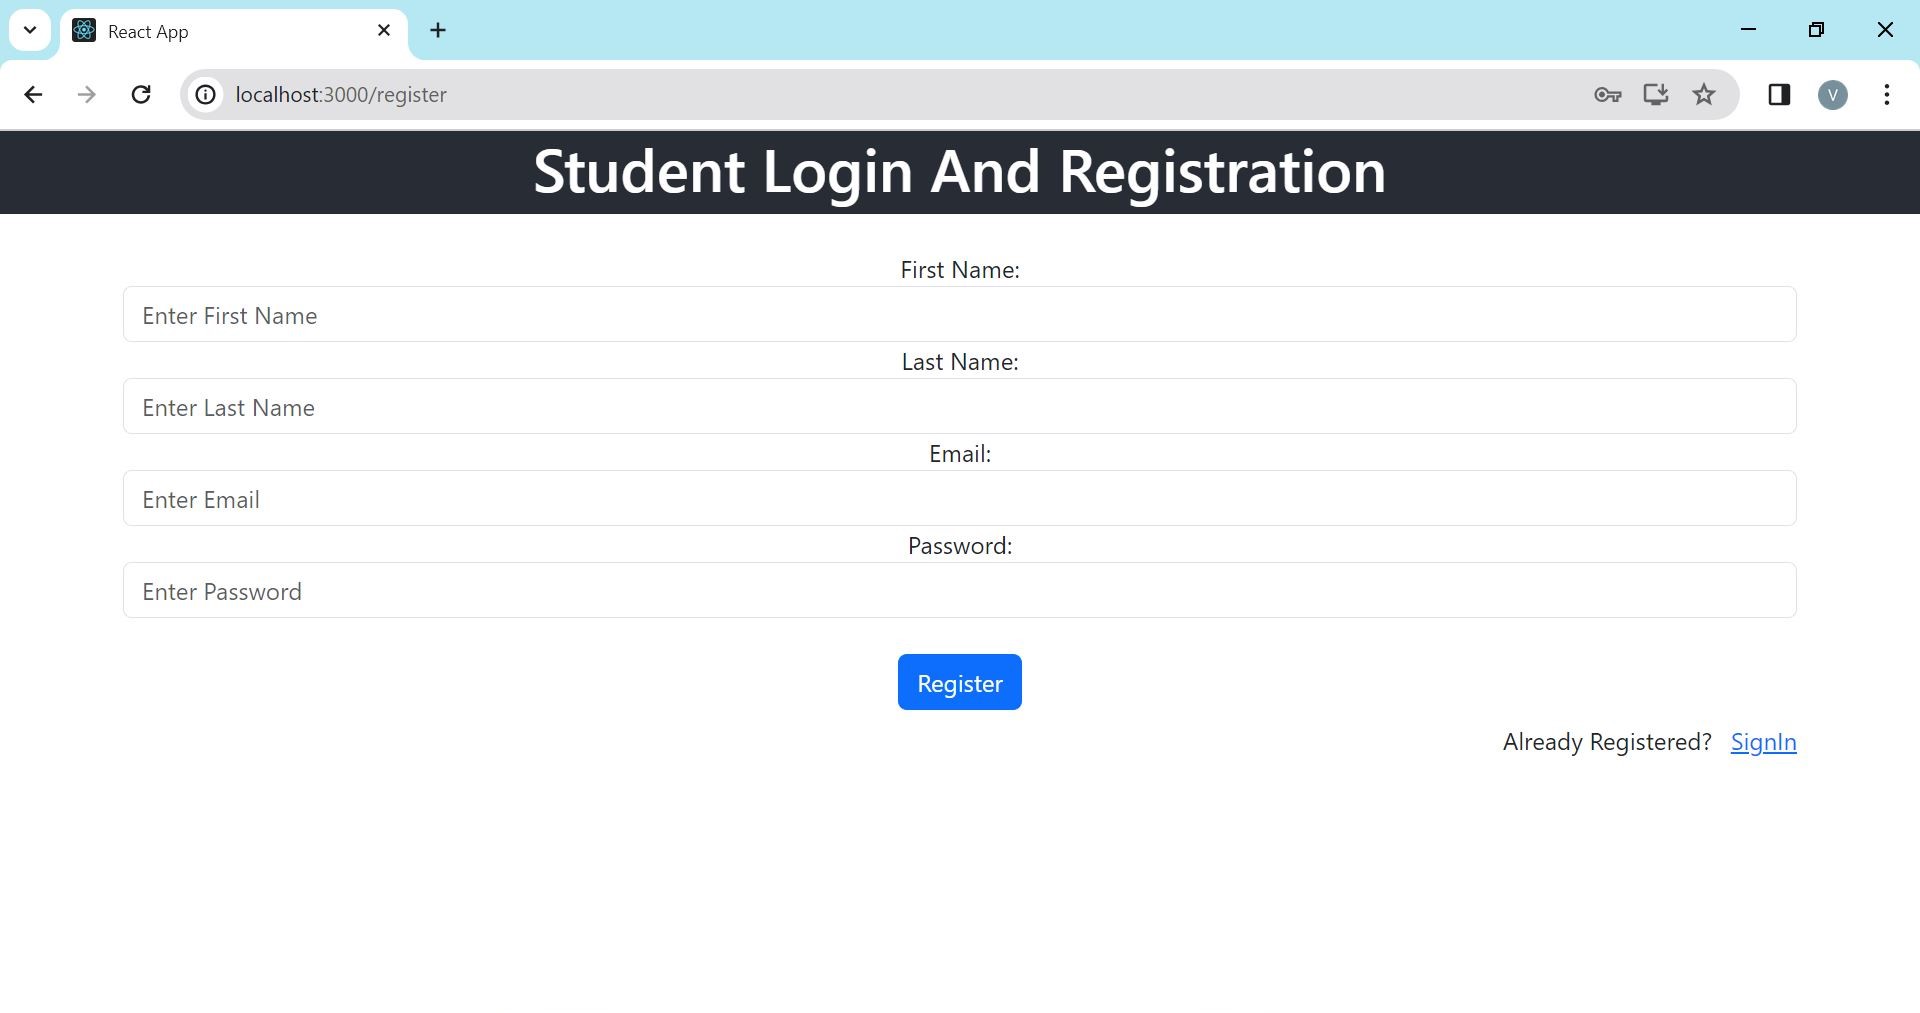 React App
localhost:3000/register
V
Student Login And Registration
First Name:
Enter First Name
Last Name:
Enter Last Name
Email:
Enter Email
Password:
Enter Password
Register
Already Registered? SignIn